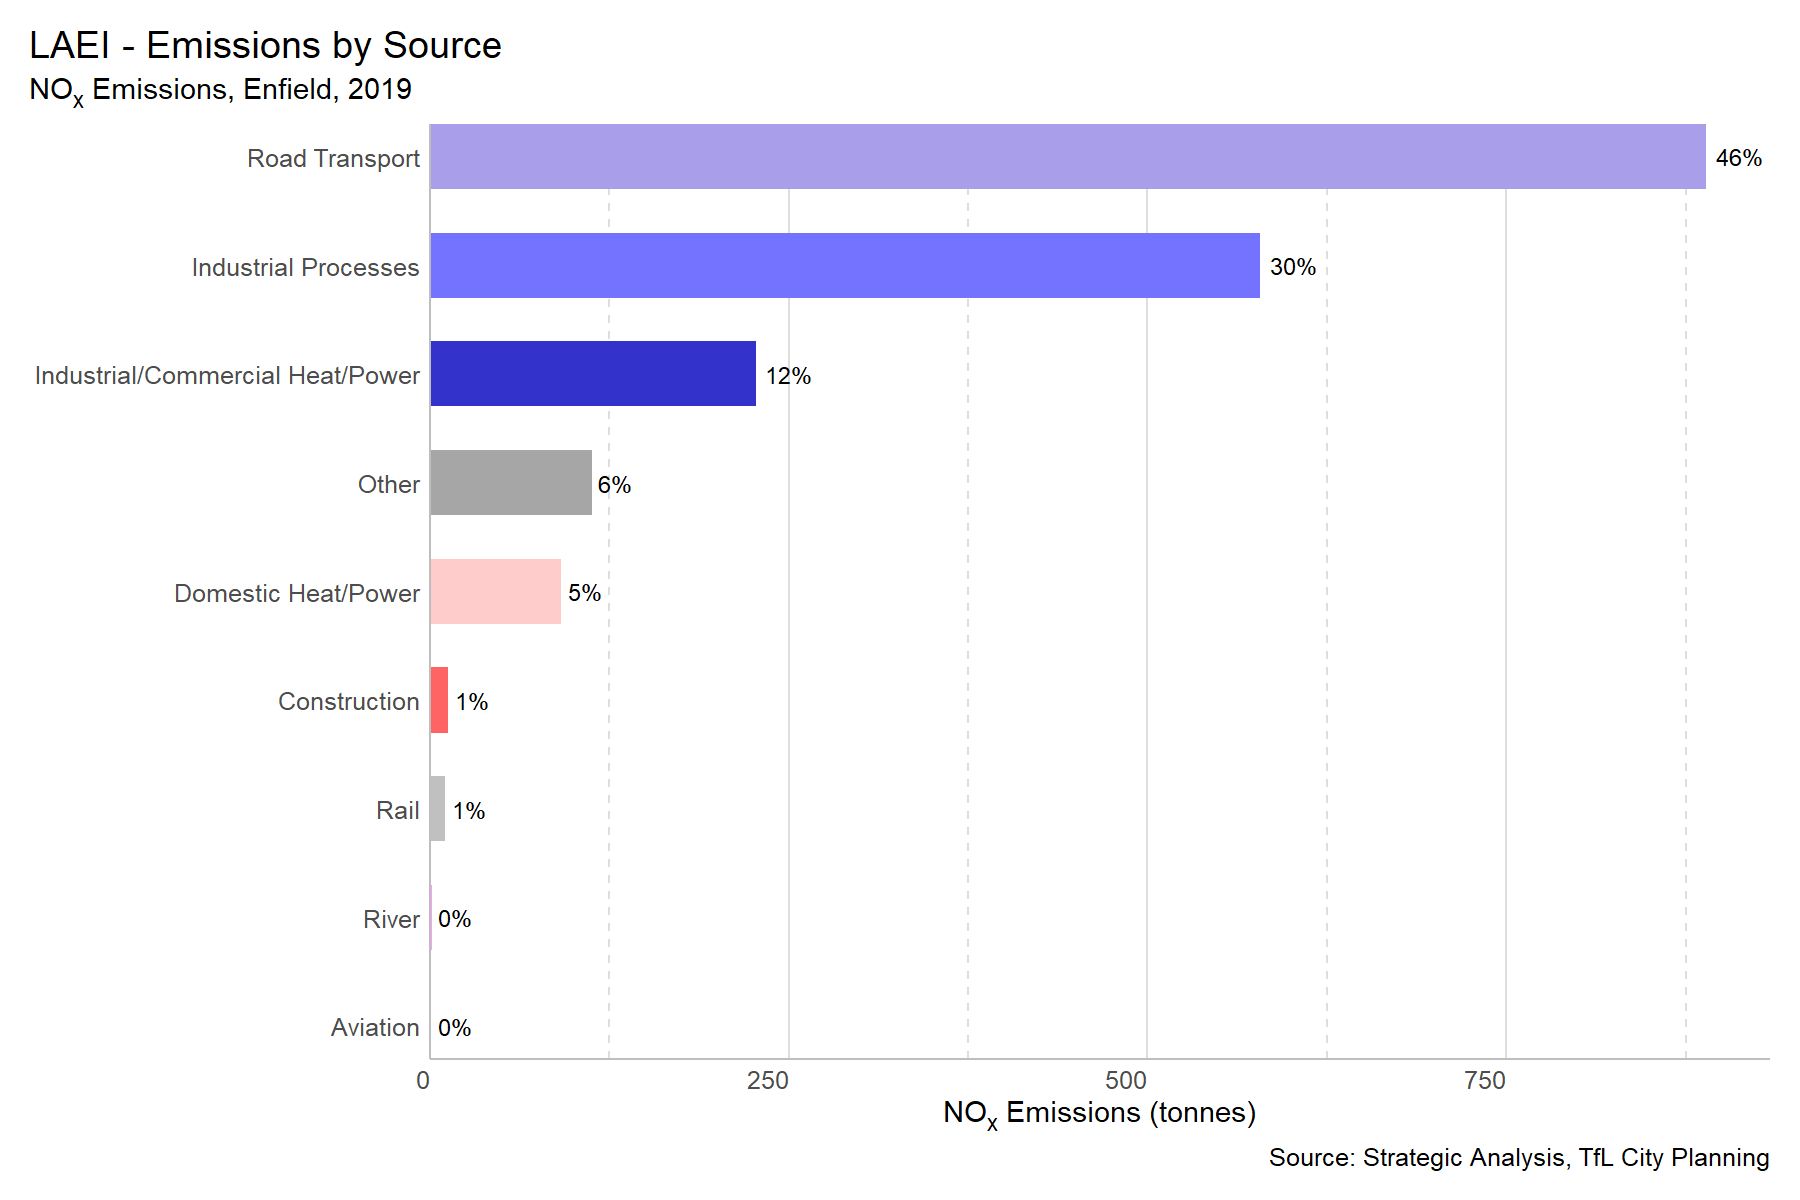 LAEI - Emissions by Source
NOx Emissions, Enfield, 2019
Road Transport 46%
Industrial Processes 30%
Industrial/Commercial Heat/Power 12%
Other 6%
Domestic Heat/Power 5%
Construction 1%
Rail 1%
River 0%
Aviation 0%
0 250 500 750
NOx Emissions (tonnes)
Source: Strategic Analysis, TfL City Planning